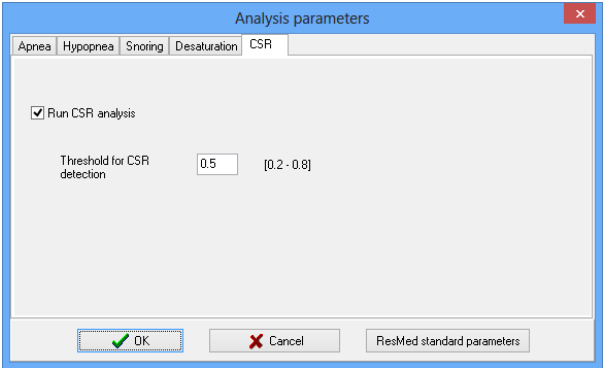 Analysis parameters
Apnea Hypopnea Snoring Desaturation CSR
Run CSR analysis
Threshold for CSR
detection
0.5 [0.2 - 0.8]
OK Cancel ResMed standard parameters